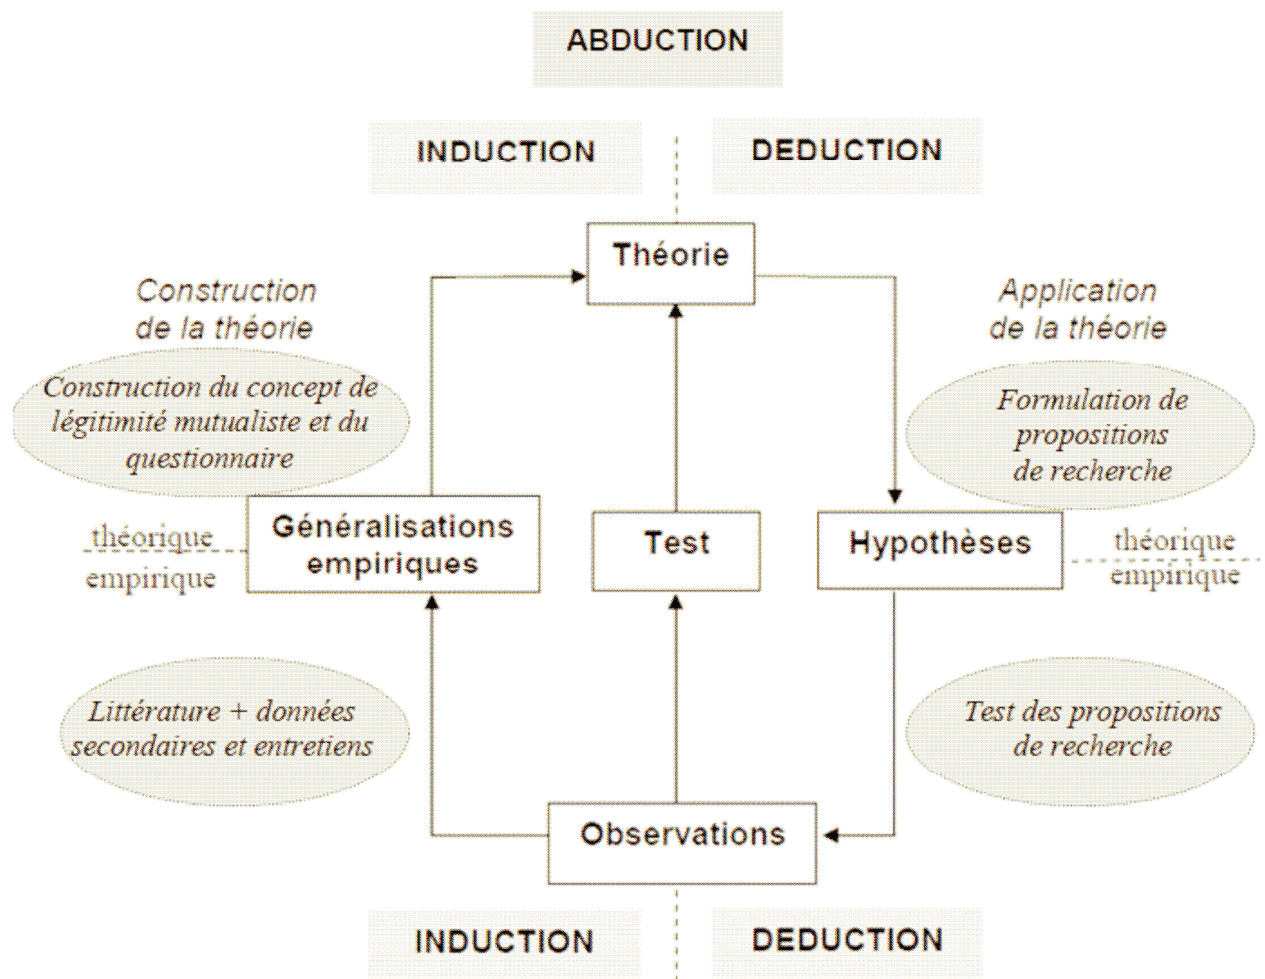 ABDUCTION
INDUCTION
DEDUCTION
Théorie
Construction
de la théorie
Application
de la théorie
Construction du concept de
légitimité mutualiste et du
questionnaire
Formulation de
propositions
de recherche
Généralisations
empiriques
Test
Hypothèses
théorique
empirique
théorique
empirique
Littérature + données
secondaires et entretiens
Test des propositions
de recherche
Observations
INDUCTION
DEDUCTION